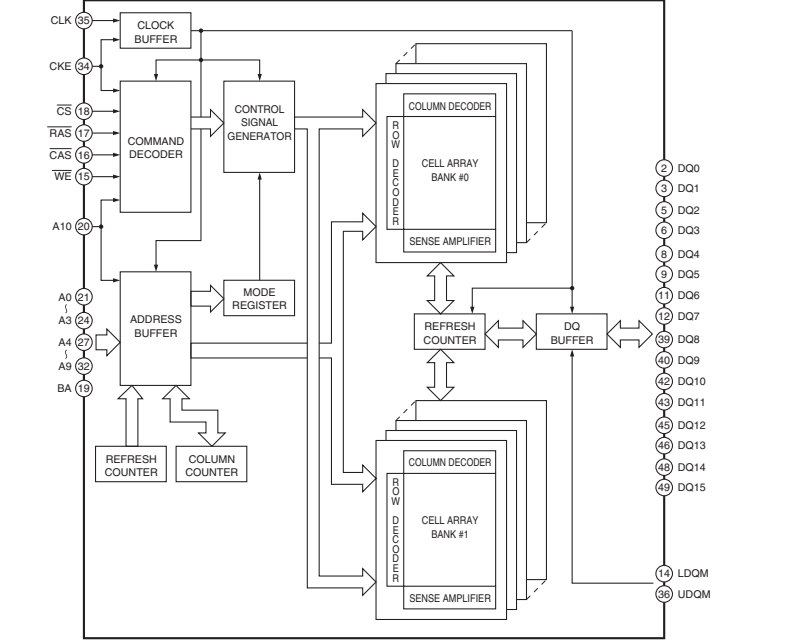 CLK 35
CKE 34
CS 18
RAS 17
CAS 16
WE 15
A10 20
A0 21
~
A3 24
A4 27
~
A9 32
BA 19
CLOCK
BUFFER
COMMAND
DECODER
CONTROL
SIGNAL
GENERATOR
ADDRESS
BUFFER
MODE
REGISTER
REFRESH
COUNTER
COLUMN
COUNTER
COLUMN DECODER
ROW DECODER
CELL ARRAY
BANK #0
SENSE AMPLIFIER
REFRESH
COUNTER
DQ
BUFFER
COLUMN DECODER
ROW DECODER
CELL ARRAY
BANK #1
SENSE AMPLIFIER
2 DQ0
3 DQ1
5 DQ2
6 DQ3
8 DQ4
9 DQ5
11 DQ6
12 DQ7
39 DQ8
40 DQ9
42 DQ10
43 DQ11
45 DQ12
46 DQ13
48 DQ14
49 DQ15
14 LDQM
36 UDQM